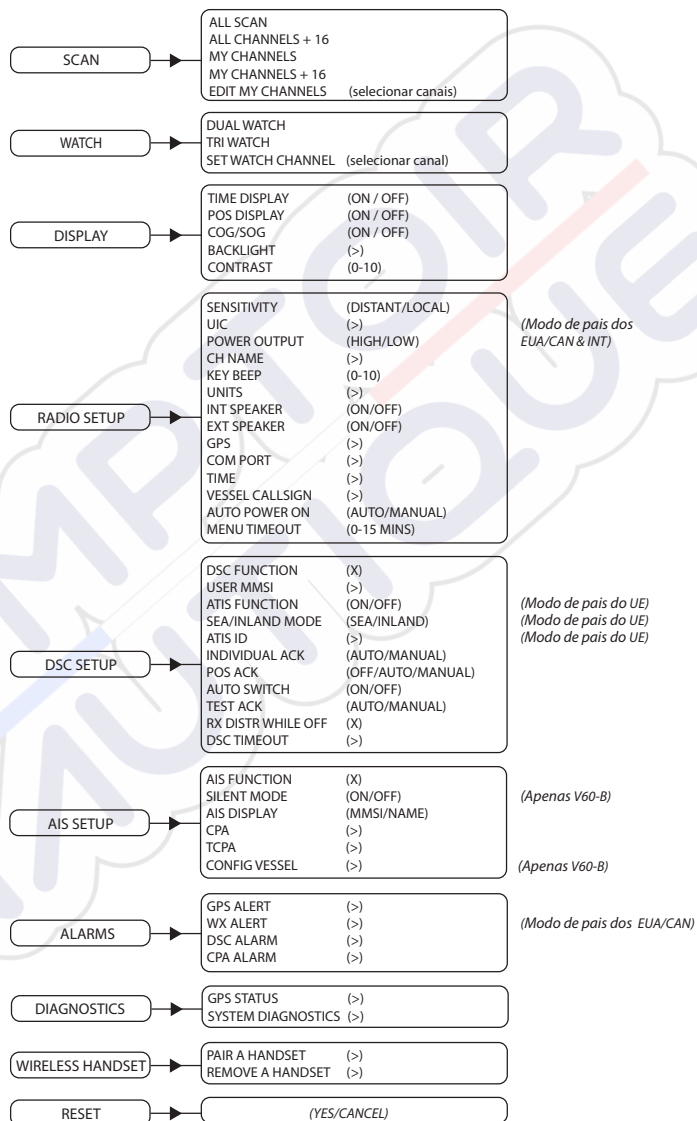 SCAN
ALL SCAN
ALL CHANNELS + 16
MY CHANNELS
MY CHANNELS + 16
EDIT MY CHANNELS (selecionar canais)
WATCH
DUAL WATCH
TRI WATCH
SET WATCH CHANNEL (selecionar canal)
DISPLAY
TIME DISPLAY (ON / OFF)
POS DISPLAY (ON / OFF)
COG/SOG (ON / OFF)
BACKLIGHT (>)
CONTRAST (0-10)
RADIO SETUP
SENSITIVITY (DISTANT/LOCAL)
UIC (>) (Modo de pais dos
POWER OUTPUT (HIGH/LOW) EUA/CAN & INT)
CH NAME (>)
KEY BEEP (0-10)
UNITS (>)
INT SPEAKER (ON/OFF)
EXT SPEAKER (ON/OFF)
GPS (>)
COM PORT (>)
TIME (>)
VESSEL CALLSIGN (>)
AUTO POWER ON (AUTO/MANUAL)
MENU TIMEOUT (0-15 MINS)
DSC SETUP
DSC FUNCTION (X)
USER MMSI (>)
ATIS FUNCTION (ON/OFF) (Modo de pais do UE)
SEA/INLAND MODE (SEA/INLAND) (Modo de pais do UE)
ATIS ID (>) (Modo de pais do UE)
INDIVIDUAL ACK (AUTO/MANUAL)
POS ACK (OFF/AUTO/MANUAL)
AUTO SWITCH (ON/OFF)
TEST ACK (AUTO/MANUAL)
RX DISTR WHILE OFF (X)
DSC TIMEOUT (>)
AIS SETUP
AIS FUNCTION (X)
SILENT MODE (ON/OFF) (Apenas V60-B)
AIS DISPLAY (MMSI/NAME)
CPA (>)
TCPA (>)
CONFIG VESSEL (>) (Apenas V60-B)
ALARMS
GPS ALERT (>)
WX ALERT (>) (Modo de pais dos EUA/CAN)
DSC ALARM (>)
CPA ALARM (>)
DIAGNOSTICS
GPS STATUS (>)
SYSTEM DIAGNOSTICS (>)
WIRELESS HANDSET
PAIR A HANDSET (>)
REMOVE A HANDSET (>)
RESET
(YES/CANCEL)